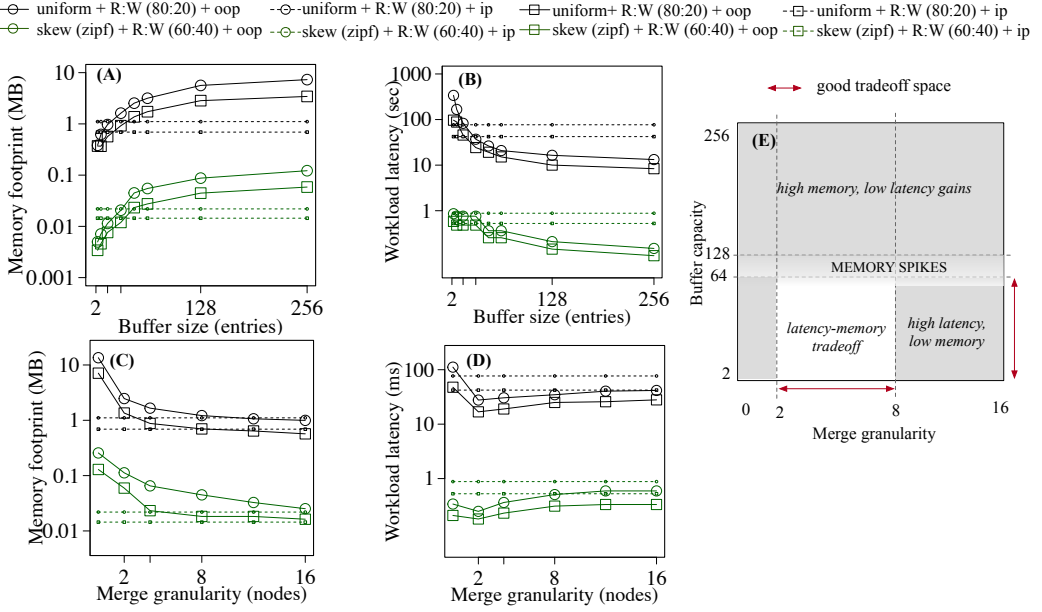 uniform+ R:W (80:20) + oop
uniform + R:W (80:20) + ip
uniform+ R:W (80:20) + oop
uniform + R:W (80:20) + ip
skew (zipf) + R:W (60:40) + oop
skew (zipf) + R:W (60:40) + ip
skew (zipf) + R:W (60:40) + oop
skew (zipf) + R:W (60:40) + ip
(A)
Memory footprint (MB)
10
1
0.1
0.01
0.001
2
128
256
Buffer size (entries)
(B)
Workload latency (sec)
1000
100
10
1
2
128
256
Buffer size (entries)
(C)
Memory footprint (MB)
10
1
0.1
0.01
2
8
16
Merge granularity (nodes)
(D)
Workload latency (ms)
100
10
1
2
8
16
Merge granularity (nodes)
good tradeoff space
(E)
Buffer capacity
256
128
64
2
high memory, low latency gains
MEMORY SPIKES
latency-memory
tradeoff
high latency,
low memory
0
2
8
16
Merge granularity